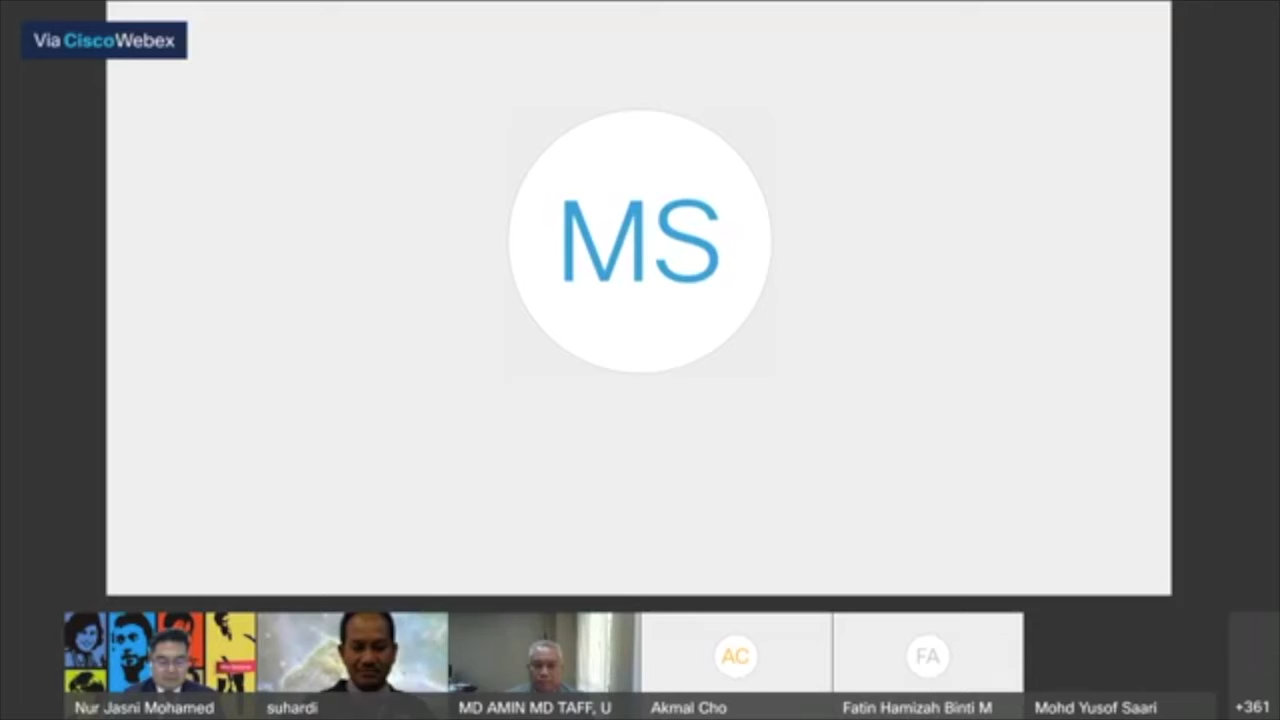 Via CiscoWebex
MS
AC
FA
Nur Jasni Mohamed
suhardi
MD AMIN MD TAFF, U
Akmal Cho
Fatin Hamizah Binti M
Mohd Yusof Saari
+361